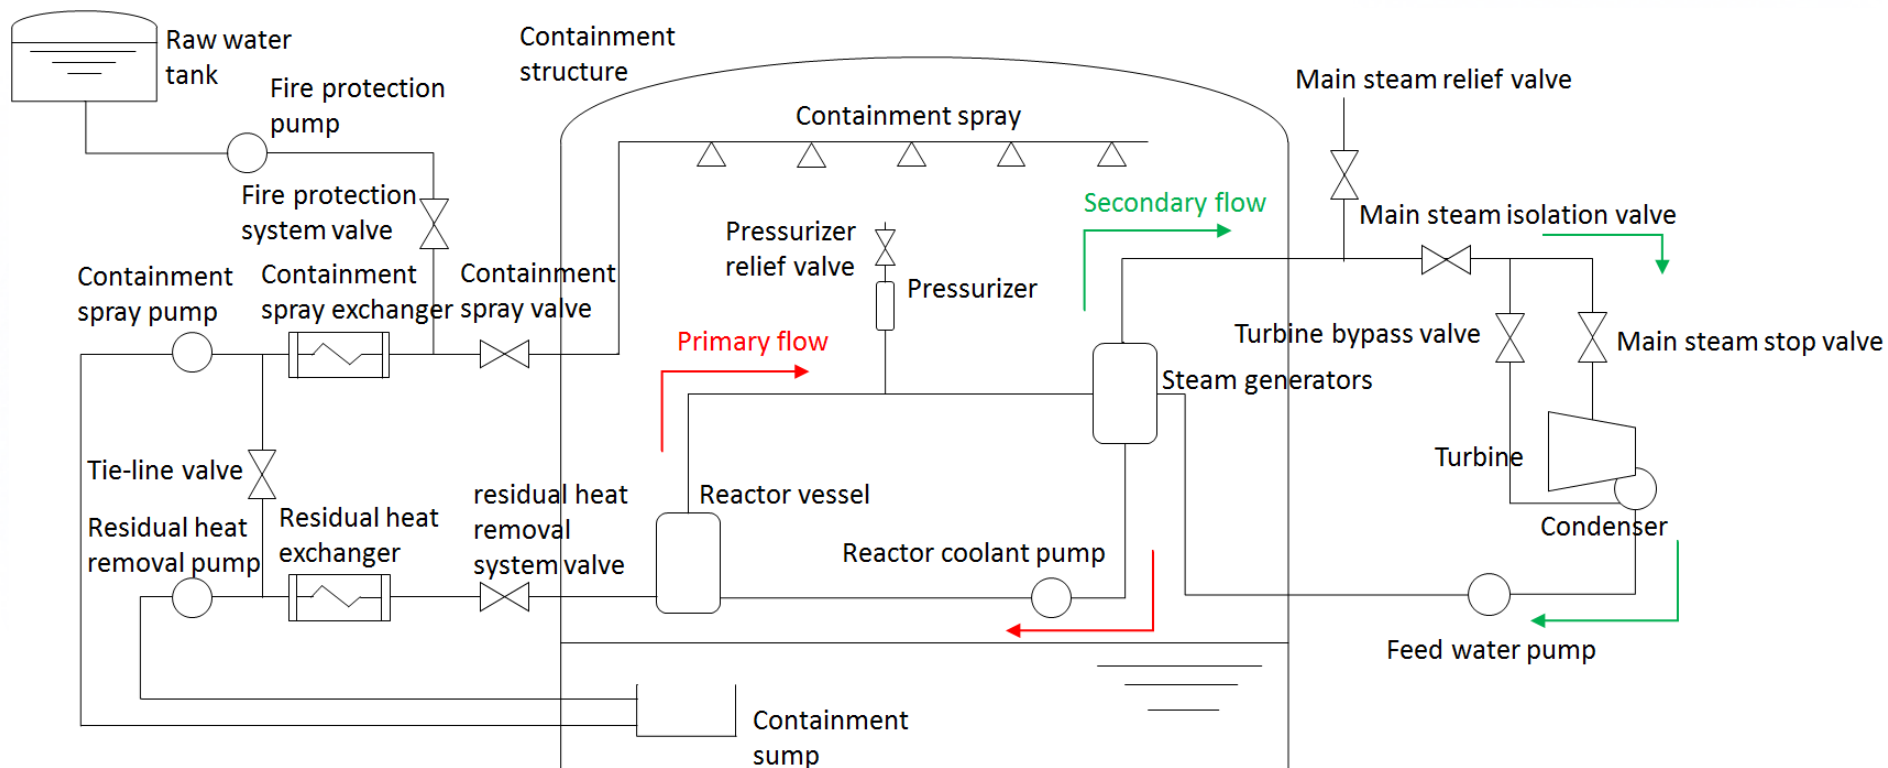 Raw water
tank
Fire protection
pump
Containment
structure
Containment spray
Main steam relief valve
Fire protection
system valve
Pressurizer
relief valve
Secondary flow
Main steam isolation valve
Containment
spray pump
Containment
spray exchanger
Containment
spray valve
Pressurizer
Primary flow
Turbine bypass valve
Main steam stop valve
Steam generators
Tie-line valve
Turbine
Residual heat
removal pump
Residual heat
exchanger
residual heat
removal
system valve
Reactor vessel
Reactor coolant pump
Condenser
Feed water pump
Containment
sump